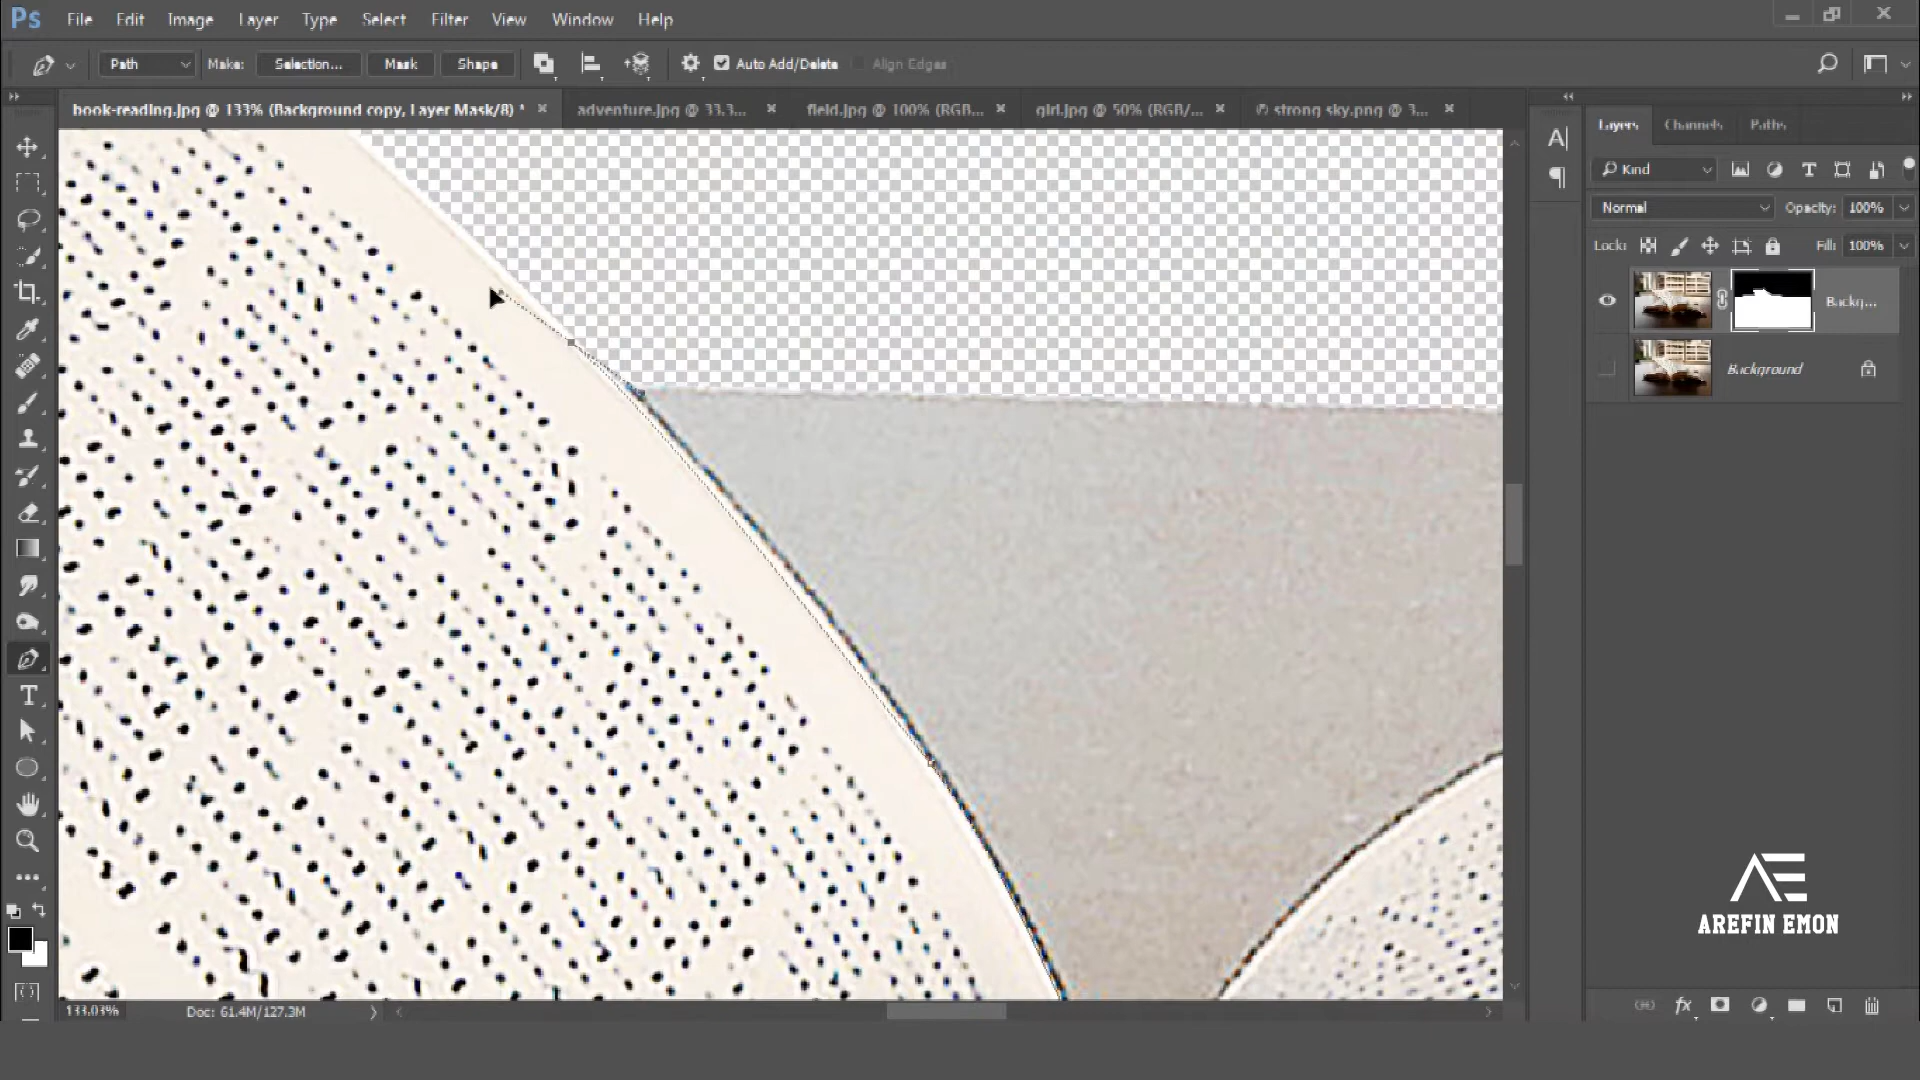 Ps File Edit Image Layer Type Select Filter View Window Help
Path Make: Selection... Mask Shape Auto Add/Delete Align Edges
book-reading.jpg @ 133% (Background copy, Layer Mask/8) * adventure.jpg @ 33,3... field.jpg @ 100% (RGB... girl.jpg @ 50% (RGB/... © strong sky.png @ 3...
Layers Channels Paths
Kind
Normal Opacity: 100%
Lock: Fill: 100%
Backg...
Background
AE
AREFIN EMON
133.03% Doc: 61.4M/127.3M